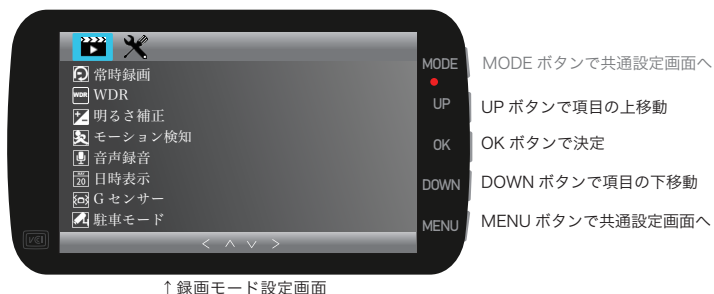 常時録画
WDR
WDR
明るさ補正
モーション検知
音声録音
20
日時表示
G センサー
駐車モード
< ∧ ∨ >
MODE
UP
OK
DOWN
MENU
MODE ボタンで共通設定画面へ
UP ボタンで項目の上移動
OK ボタンで決定
DOWN ボタンで項目の下移動
MENU ボタンで共通設定画面へ
↑録画モード設定画面